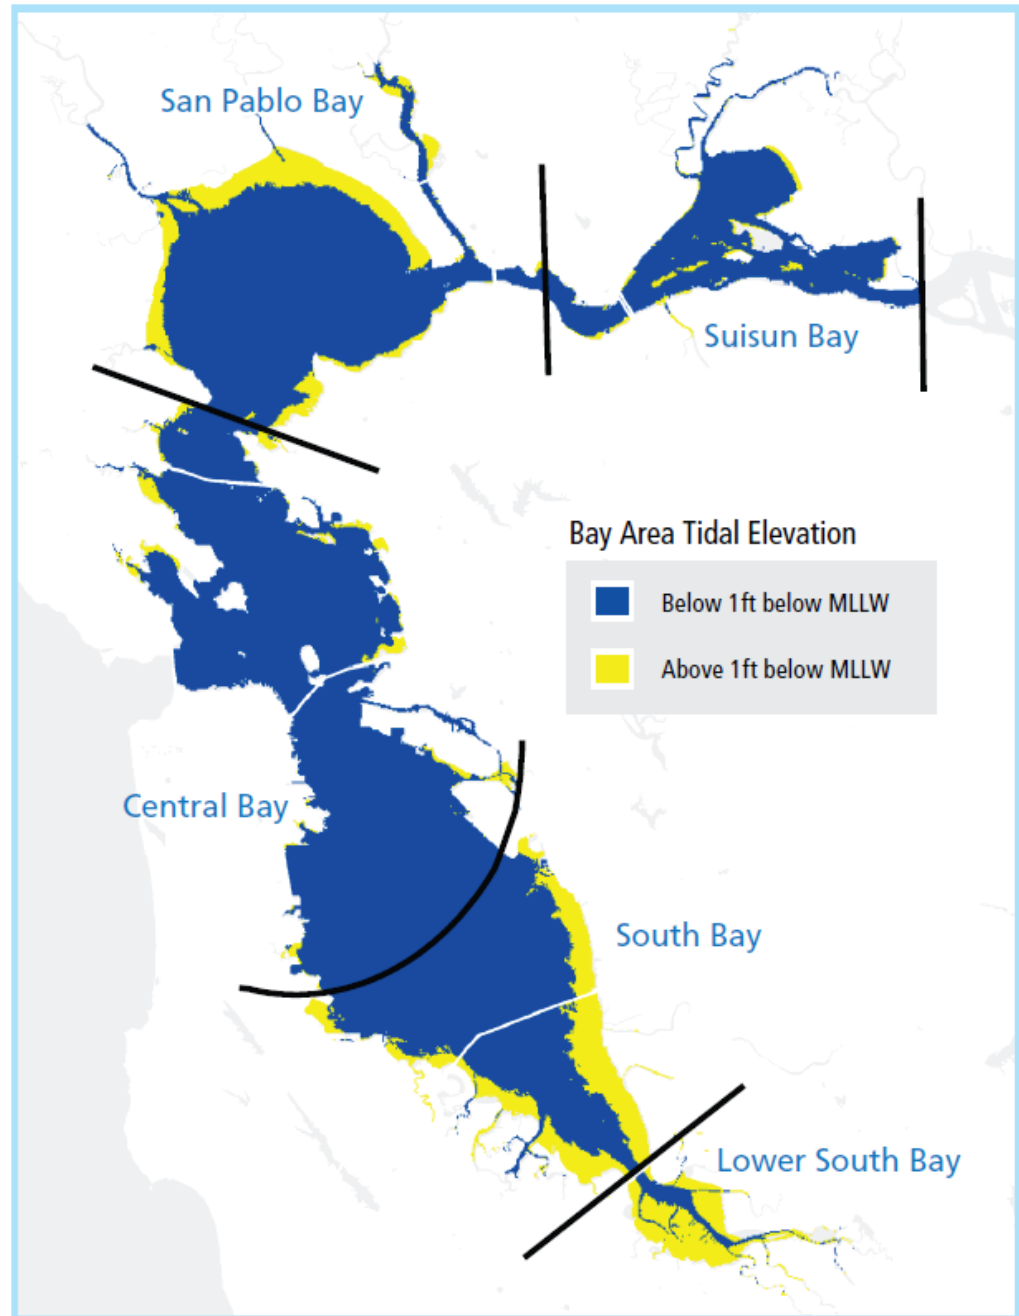 San Pablo Bay
Suisun Bay
Bay Area Tidal Elevation
Below 1ft below MLLW
Above 1ft below MLLW
Central Bay
South Bay
Lower South Bay